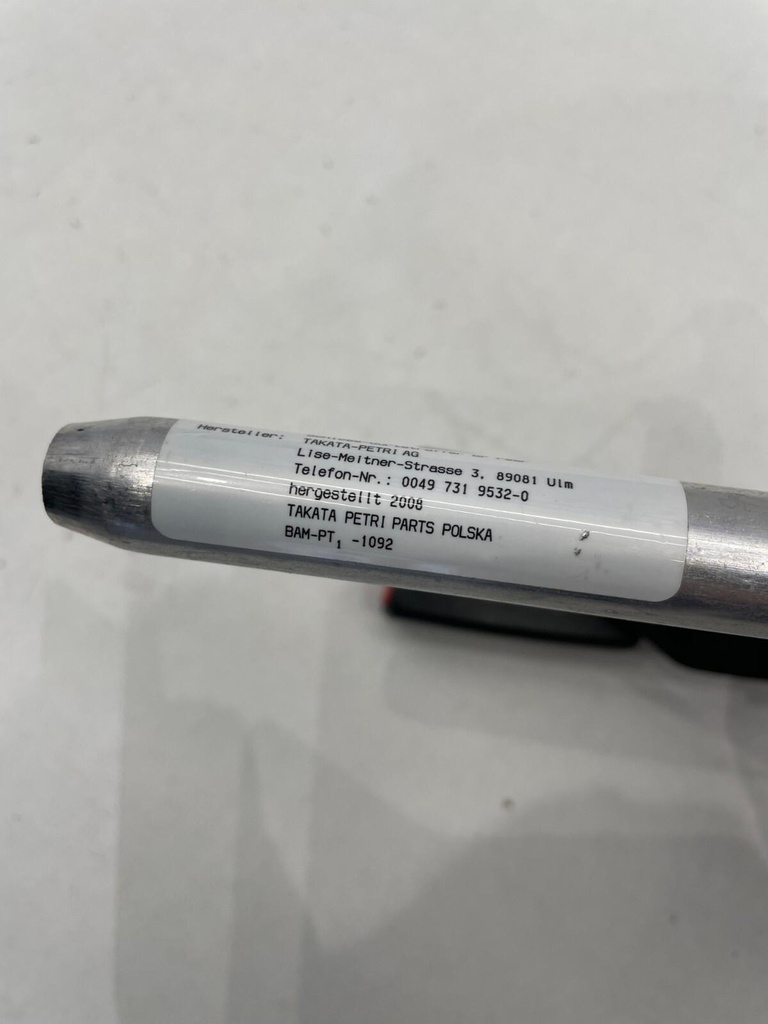 Hersteller:
TAKATA-PETRI AG
Lise-Meitner-Strasse 3, 89081 Ulm
Telefon-Nr.: 0049 731 9532-0
hergestellt 2008
TAKATA PETRI PARTS POLSKA
BAM-PT₁ -1092